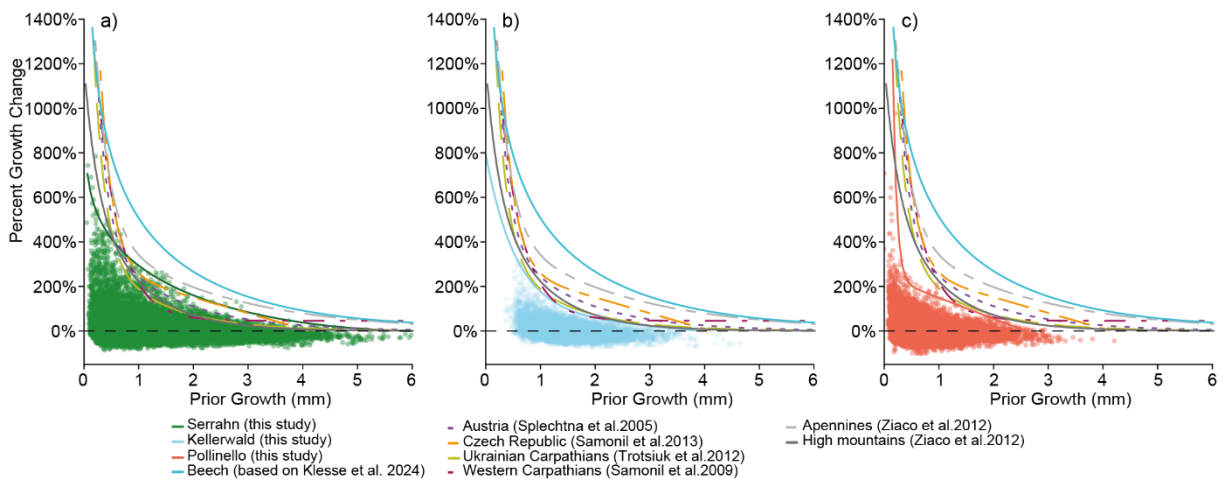 a)
1400%
1200%
1000%
800%
600%
400%
200%
0%
Percent Growth Change
0 1 2 3 4 5 6
Prior Growth (mm)
b)
1400%
1200%
1000%
800%
600%
400%
200%
0%
0 1 2 3 4 5 6
Prior Growth (mm)
c)
1400%
1200%
1000%
800%
600%
400%
200%
0%
0 1 2 3 4 5 6
Prior Growth (mm)
Serrahn (this study)
Kellerwald (this study)
Pollinello (this study)
Beech (based on Klesse et al. 2024)
Austria (Splechtna et al.2005)
Czech Republic (Samonil et al.2013)
Ukrainian Carpathians (Trotsiuk et al.2012)
Western Carpathians (Samonil et al.2009)
Apennines (Ziaco et al.2012)
High mountains (Ziaco et al.2012)